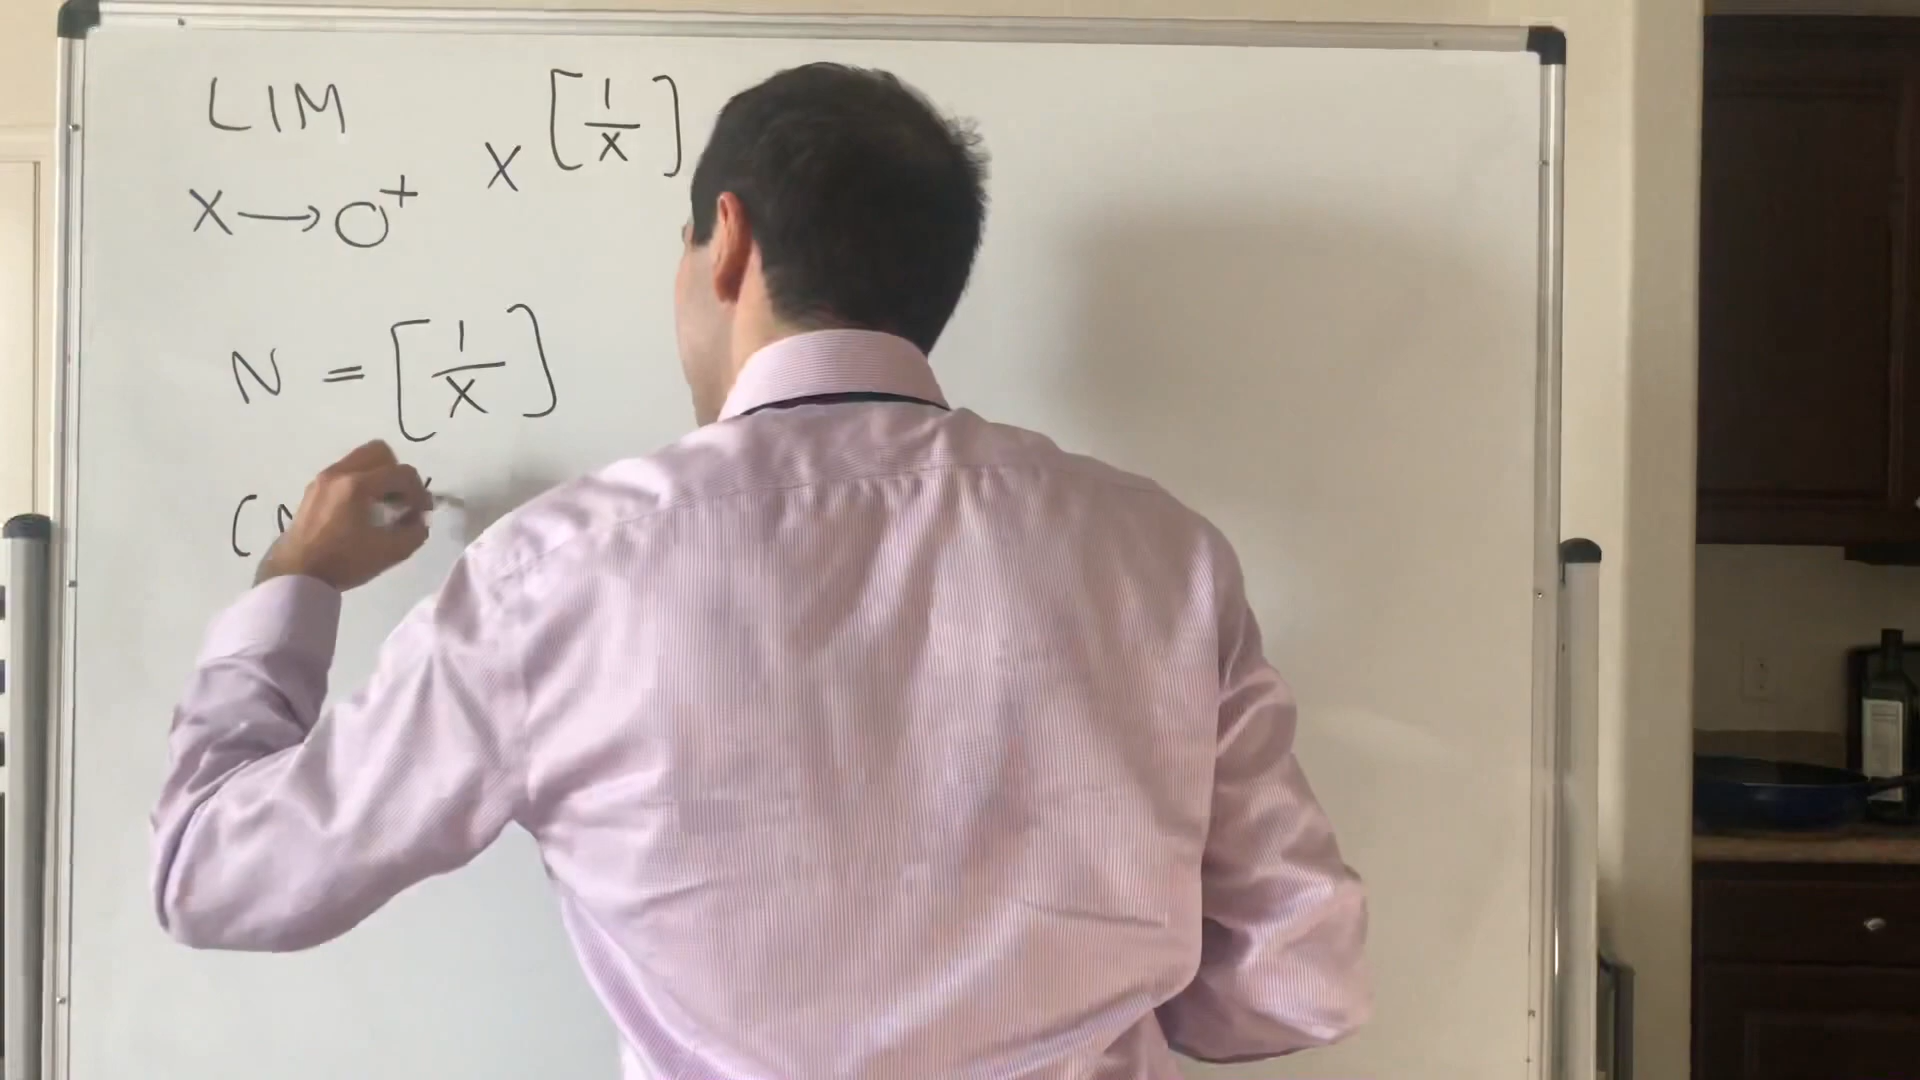 LIM x [1/x]
x → 0⁺
N = [1/x]
(N